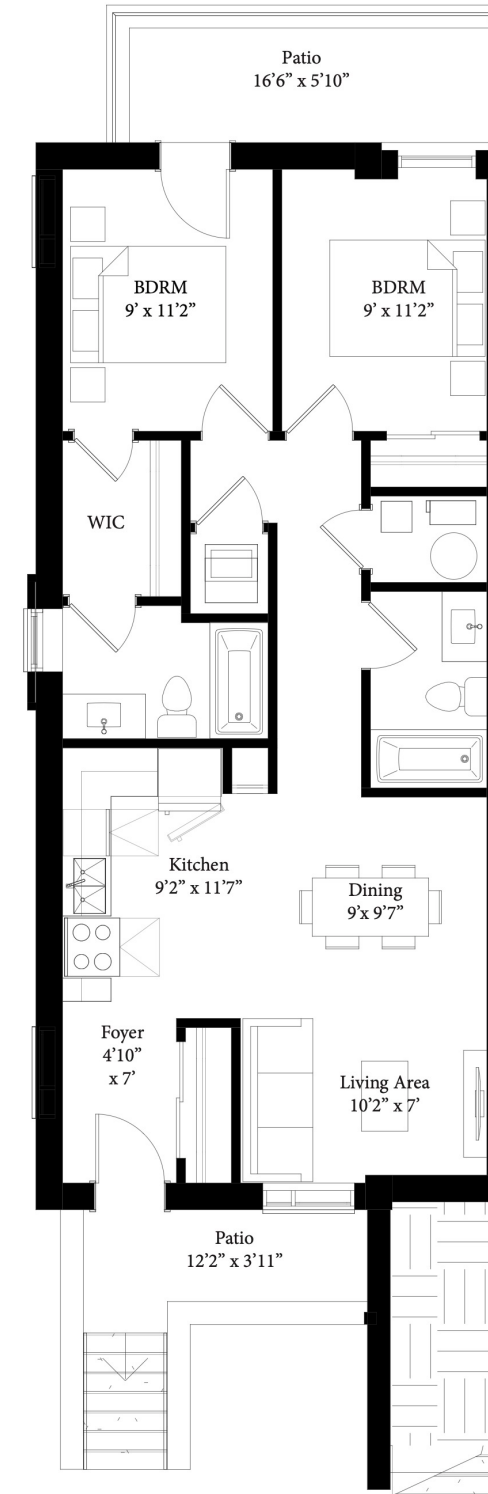 Patio
16’6” x 5’10”
BDRM
9’ x 11’2”
BDRM
9’ x 11’2”
WIC
Kitchen
9’2” x 11’7”
Dining
9’x 9’7”
Foyer
4’10”
x 7’
Living Area
10’2” x 7’
Patio
12’2” x 3’11”